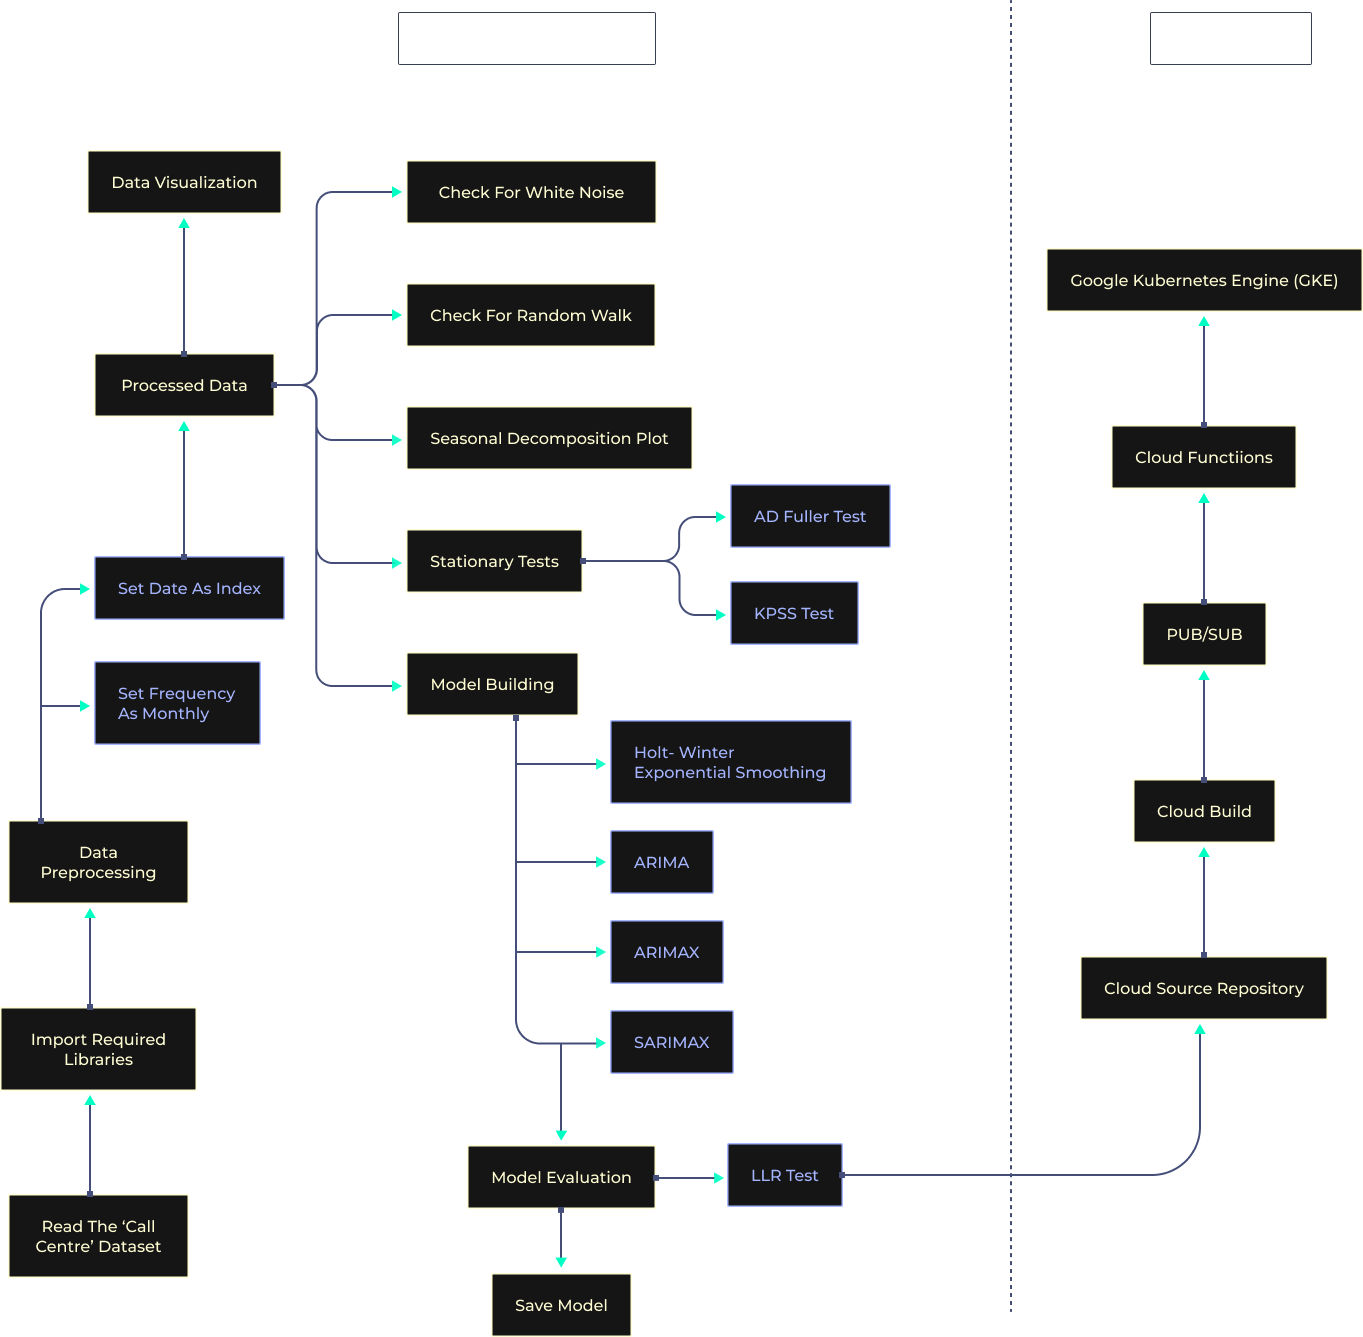 Data Visualization
Processed Data
Set Date As Index
Set Frequency
As Monthly
Data
Preprocessing
Import Required
Libraries
Read The ‘Call
Centre’ Dataset
Check For White Noise
Check For Random Walk
Seasonal Decomposition Plot
Stationary Tests
AD Fuller Test
KPSS Test
Model Building
Holt- Winter
Exponential Smoothing
ARIMA
ARIMAX
SARIMAX
Model Evaluation
LLR Test
Save Model
Google Kubernetes Engine (GKE)
Cloud Functiions
PUB/SUB
Cloud Build
Cloud Source Repository